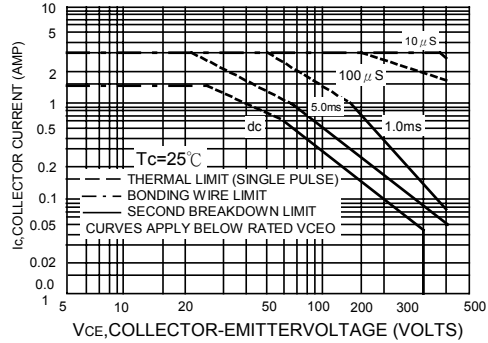 10
5
2
1
0.5
0.2
0.1
0.05
0.02
0.0
1
IC,COLLECTOR CURRENT (AMP)
10μS
100μS
5.0ms
1.0ms
dc
Tc=25℃
THERMAL LIMIT (SINGLE PULSE)
BONDING WIRE LIMIT
SECOND BREAKDOWN LIMIT
CURVES APPLY BELOW RATED VCEO
5 10 20 50 100 200 300 500
VCE,COLLECTOR-EMITTERVOLTAGE (VOLTS)